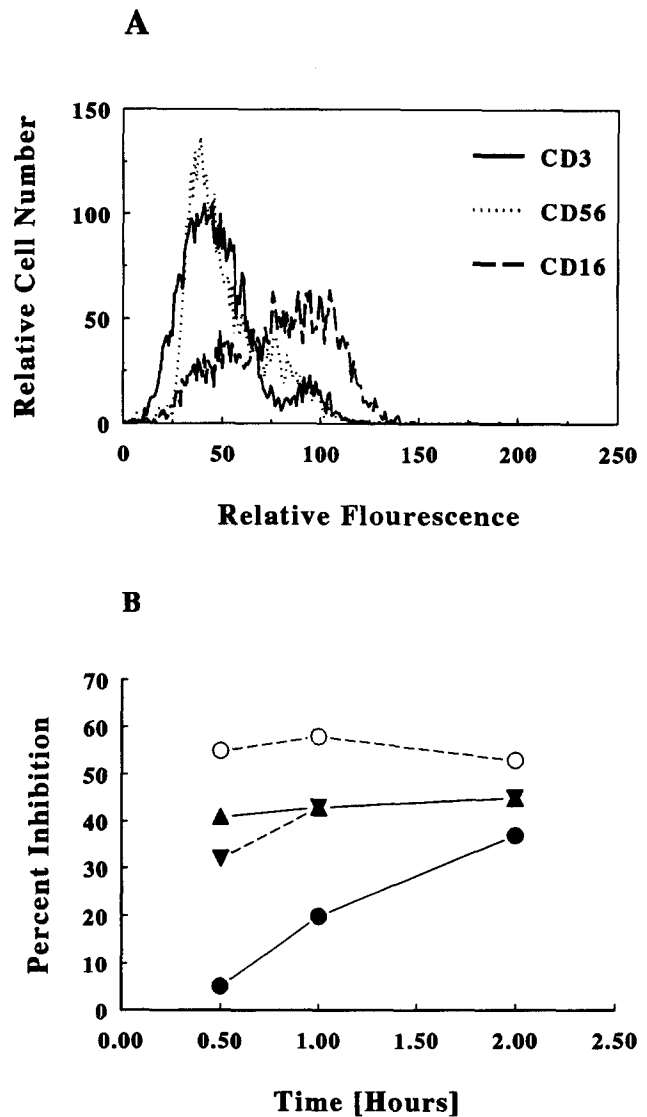 A
Relative Cell Number
150
100
50
0
CD3
CD56
CD16
0 50 100 150 200 250
Relative Flourescence
B
Percent Inhibition
70
60
50
40
30
20
10
0
0.00 0.50 1.00 1.50 2.00 2.50
Time [Hours]